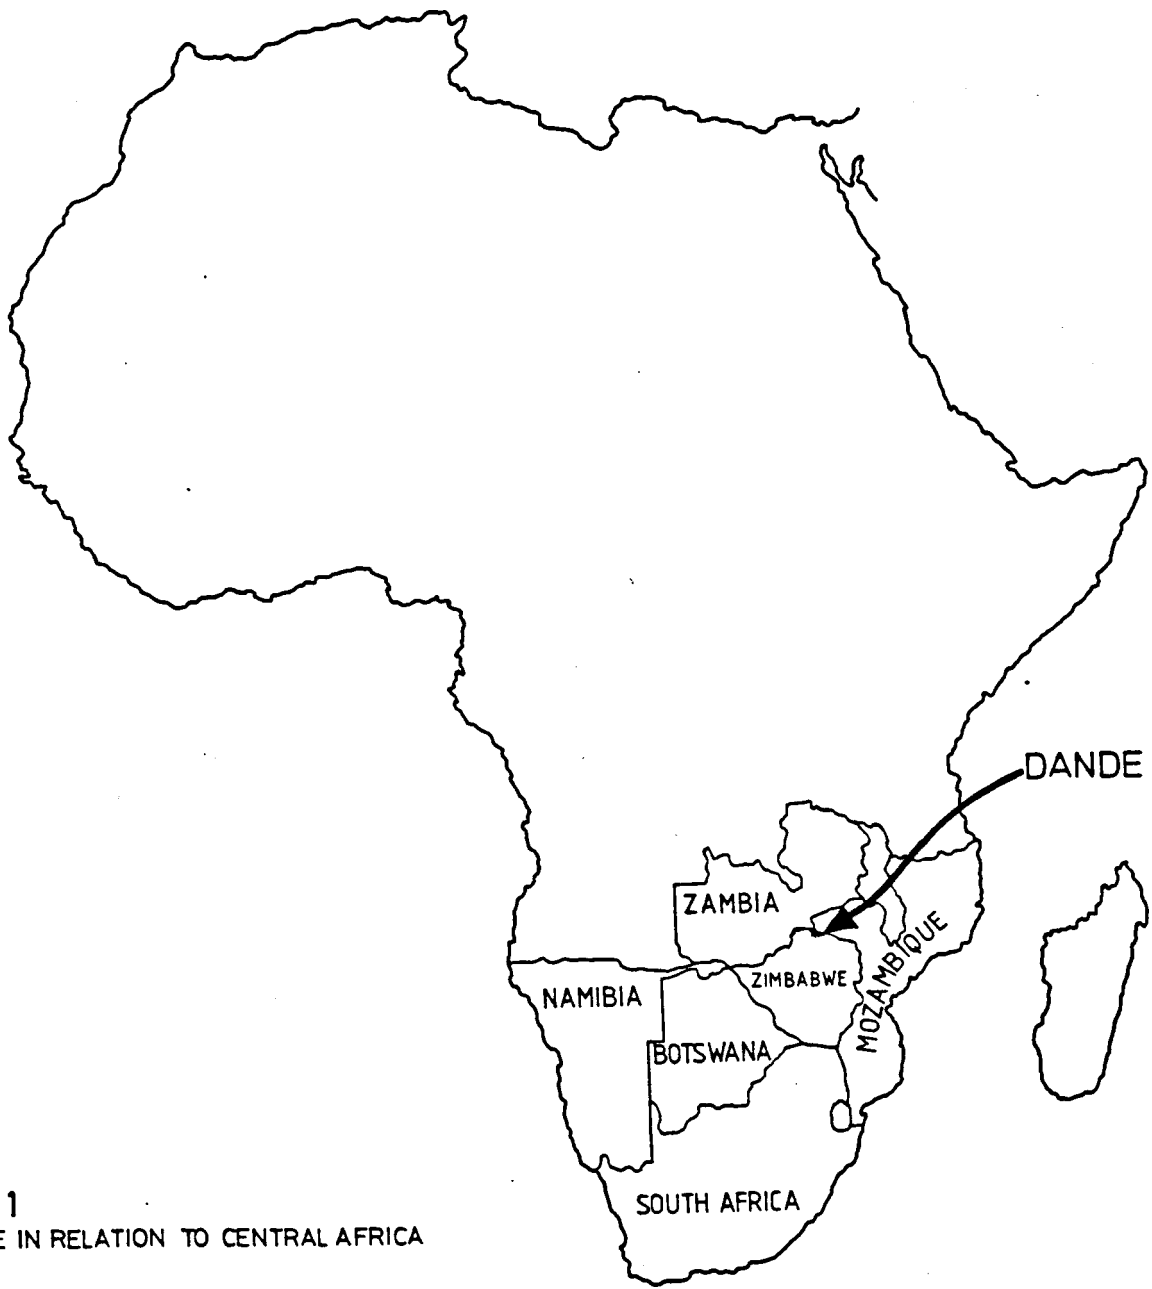 DANDE
ZAMBIA
ZIMBABWE
MOZAMBIQUE
NAMIBIA
BOTSWANA
SOUTH AFRICA
1
E IN RELATION TO CENTRAL AFRICA